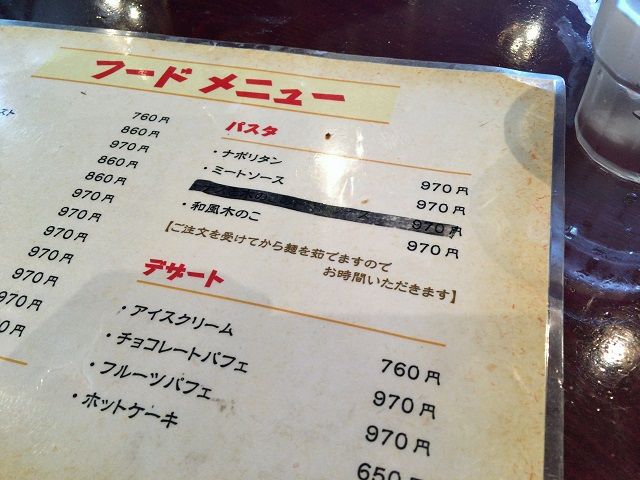 フード メニュー
スト
760円
860円
970円
860円
860円
970円
970円
970円
970円
970円
0円
パスタ
・ナポリタン 970円
・ミートソース 970円
970円
・和風木のこ 970円
【ご注文を受けてから麺を茹でますので
お時間いただきます】
デザート
・アイスクリーム 760円
・チョコレートパフェ 970円
・フルーツパフェ 970円
・ホットケーキ 650円